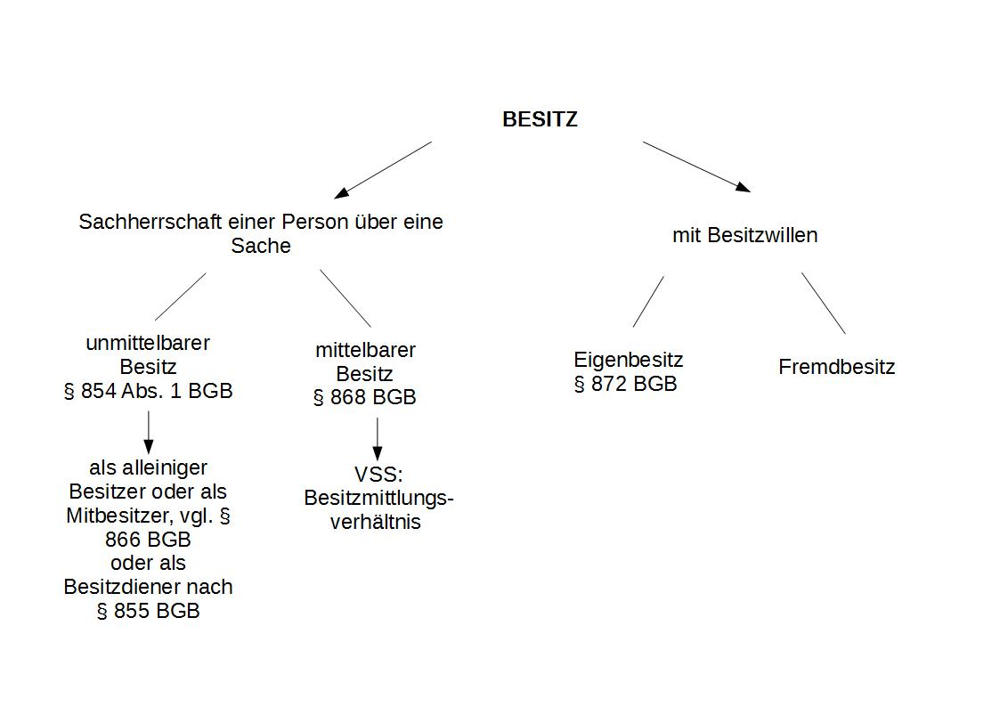 BESITZ
Sachherrschaft einer Person über eine
Sache
mit Besitzwillen
unmittelbarer
Besitz
§ 854 Abs. 1 BGB
mittelbarer
Besitz
§ 868 BGB
Eigenbesitz
§ 872 BGB
Fremdbesitz
als alleiniger
Besitzer oder als
Mitbesitzer, vgl. §
866 BGB
oder als
Besitzdiener nach
§ 855 BGB
VSS:
Besitzmittlungs-
verhältnis